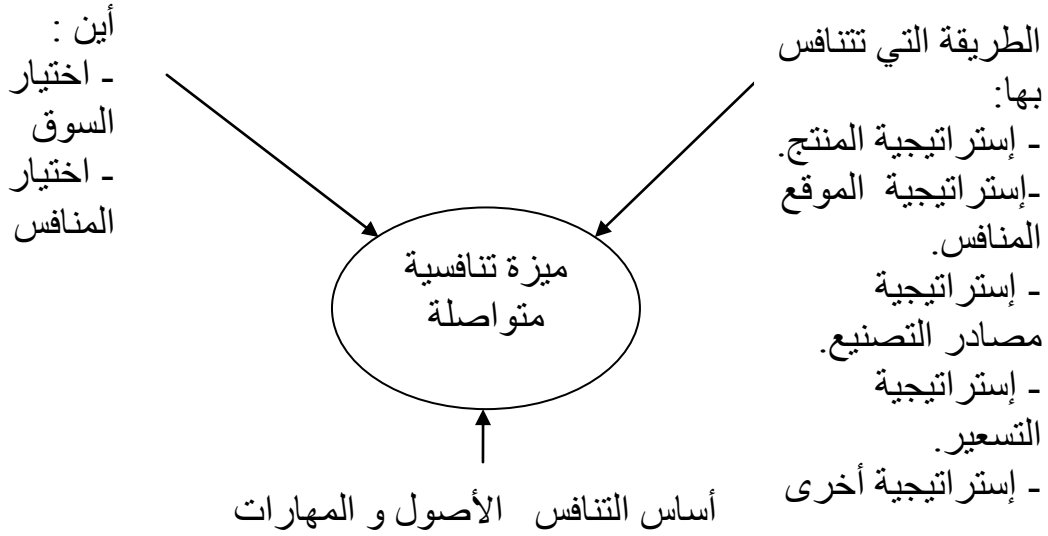 الطريقة التي تتنافس
بها:
- إستراتيجية المنتج.
-إستراتيجية الموقع
المنافس.
- إستراتيجية
مصادر التصنيع.
- إستراتيجية
التسعير.
- إستراتيجية أخرى
أين :
- اختيار
السوق
- اختيار
المنافس
ميزة تنافسية
متواصلة
أساس التنافس الأصول و المهارات